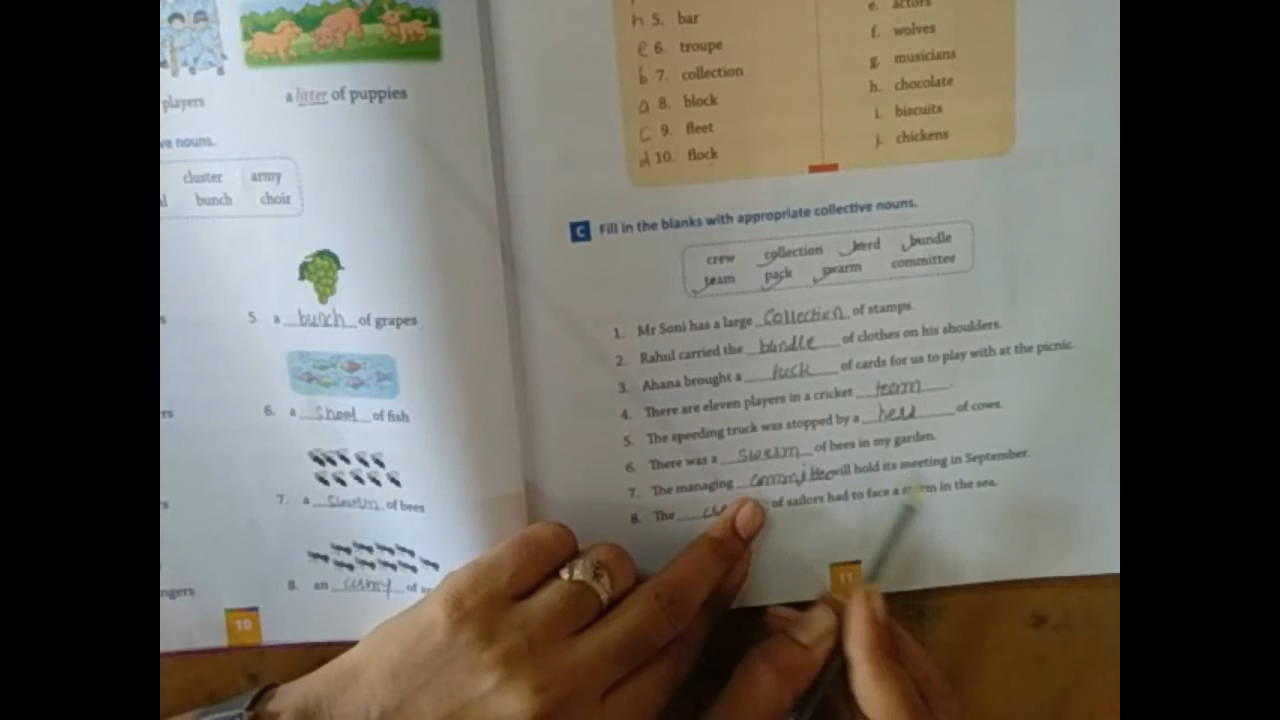 players
a litter of puppies
ve nouns.
cluster army
bunch choir
5. a bunch of grapes
6. a shoel of fish
7. a of bees
8. an army of
ngers
10
h 5. bar
e 6. troupe
b 7. collection
a 8. block
c 9. fleet
d 10. flock
e. actors
f. wolves
g. musicians
h. chocolate
i. biscuits
j. chickens
C Fill in the blanks with appropriate collective nouns.
crew collection herd bundle
team pack swarm committee
1. Mr Soni has a large collection of stamps.
2. Rahul carried the bundle of clothes on his shoulders.
3. Ahana brought a of cards for us to play with at the picnic.
4. There are eleven players in a cricket team.
5. The speeding truck was stopped by a of cows.
6. There was a swarm of bees in my garden.
7. The managing will hold its meeting in September.
8. The of sailors had to face a storm in the sea.
11